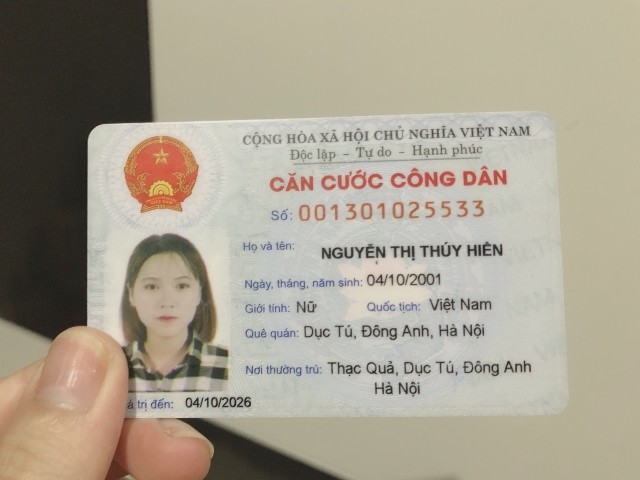 CỘNG HÒA XÃ HỘI CHỦ NGHĨA VIỆT NAM
Độc lập - Tự do - Hạnh phúc
CĂN CƯỚC CÔNG DÂN
Số: 001301025533
Họ và tên: NGUYỄN THỊ THÚY HIỀN
Ngày, tháng, năm sinh: 04/10/2001
Giới tính: Nữ Quốc tịch: Việt Nam
Quê quán: Dục Tú, Đông Anh, Hà Nội
Nơi thường trú: Thạc Quả, Dục Tú, Đông Anh
Hà Nội
á trị đến: 04/10/2026